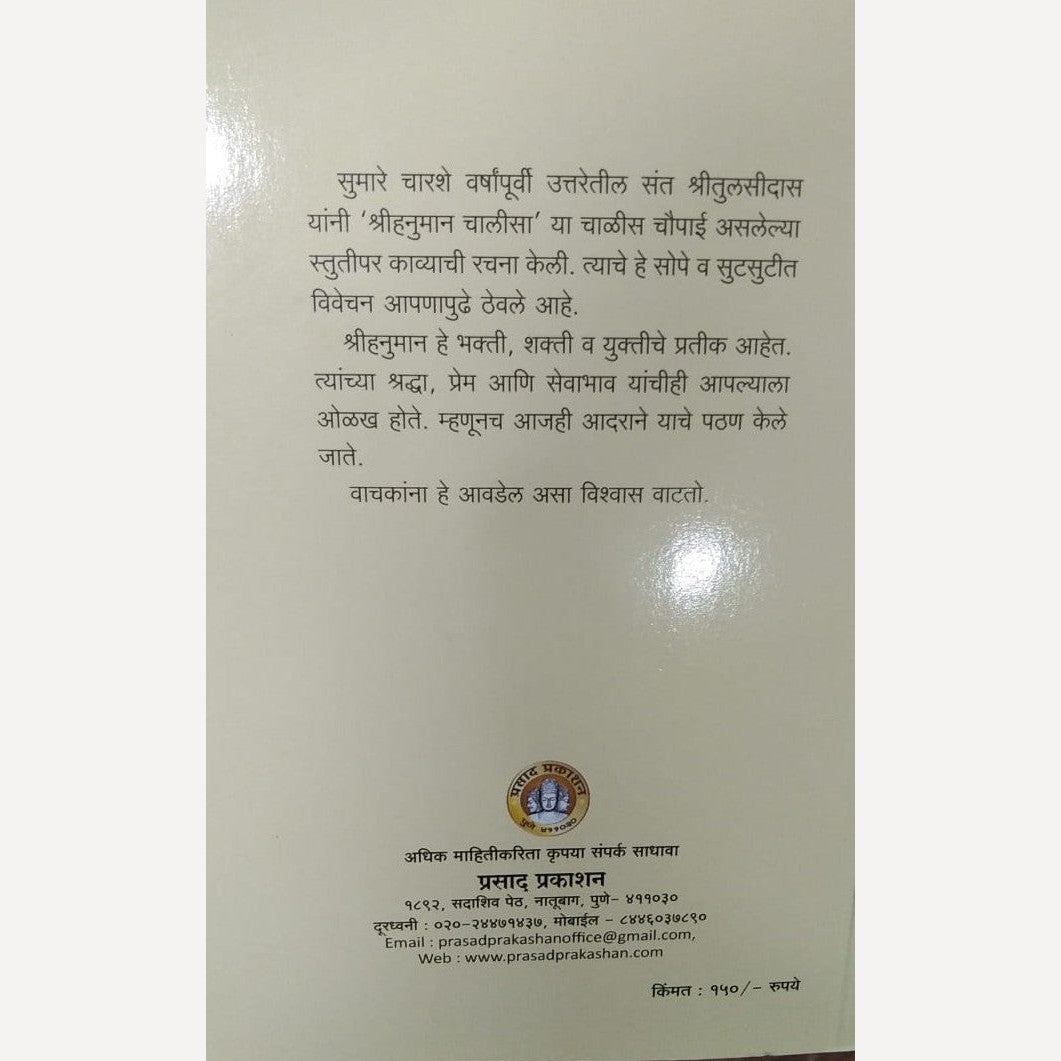 सुमारे चारशे वर्षांपूर्वी उत्तरेतील संत श्रीतुलसीदास
यांनी ‘श्रीहनुमान चालीसा’ या चाळीस चौपाई असलेल्या
स्तुतीपर काव्याची रचना केली. त्याचे हे सोपे व सुटसुटीत
विवेचन आपणापुढे ठेवले आहे.
श्रीहनुमान हे भक्ती, शक्ती व युक्तीचे प्रतीक आहेत.
त्यांच्या श्रद्धा, प्रेम आणि सेवाभाव यांचीही आपल्याला
ओळख होते. म्हणूनच आजही आदराने याचे पठण केले
जाते.
वाचकांना हे आवडेल असा विश्वास वाटतो.
प्रसाद प्रकाशन
पुणे ४११०३०
अधिक माहितीकरिता कृपया संपर्क साधावा
प्रसाद प्रकाशन
१८९२, सदाशिव पेठ, नातूबाग, पुणे- ४११०३०
दूरध्वनी : ०२०-२४४७१४३७, मोबाईल - ८४४६०३७८९०
Email : prasadprakashanoffice@gmail.com,
Web : www.prasadprakashan.com
किंमत : १५०/- रुपये